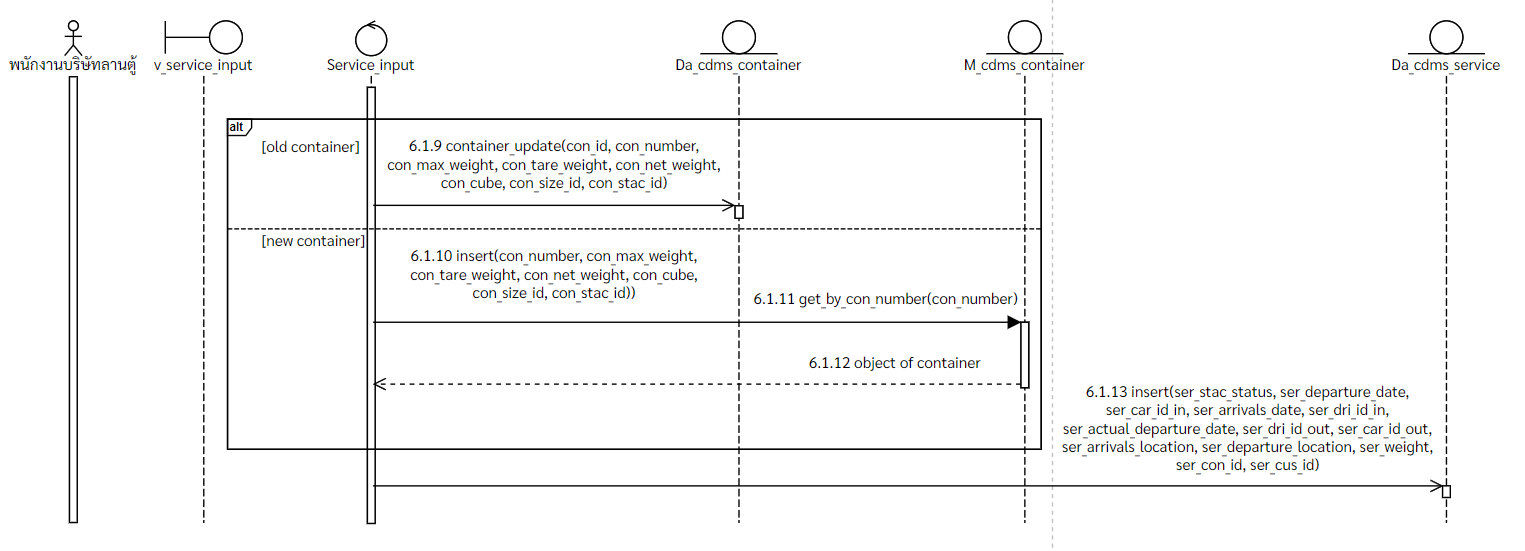 พนักงานบริษัทลานตู้
v_service_input
Service_input
Da_cdms_container
M_cdms_container
Da_cdms_service
alt
[old container]
6.1.9 container_update(con_id, con_number,
con_max_weight, con_tare_weight, con_net_weight,
con_cube, con_size_id, con_stac_id)
[new container]
6.1.10 insert(con_number, con_max_weight,
con_tare_weight, con_net_weight, con_cube,
con_size_id, con_stac_id))
6.1.11 get_by_con_number(con_number)
6.1.12 object of container
6.1.13 insert(ser_stac_status, ser_departure_date,
ser_car_id_in, ser_arrivals_date, ser_dri_id_in,
ser_actual_departure_date, ser_dri_id_out, ser_car_id_out,
ser_arrivals_location, ser_departure_location, ser_weight,
ser_con_id, ser_cus_id)